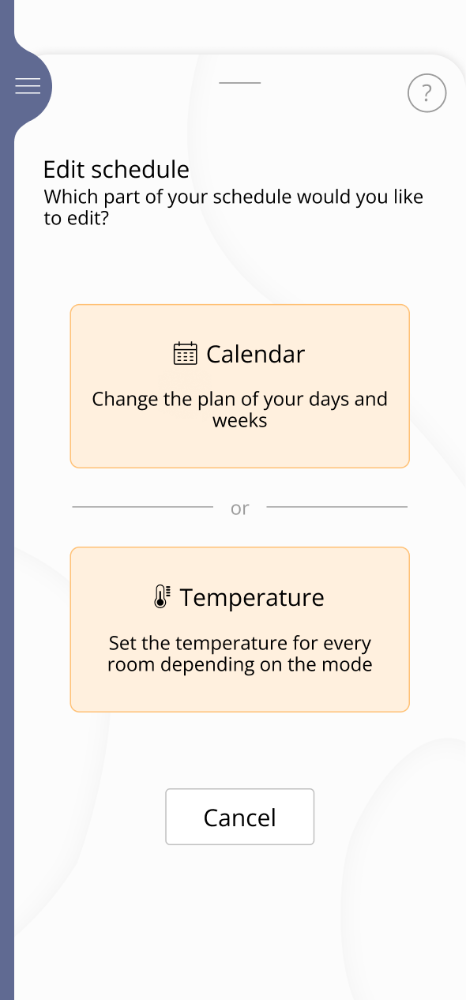 ?
Edit schedule
Which part of your schedule would you like
to edit?
Calendar
Change the plan of your days and
weeks
or
Temperature
Set the temperature for every
room depending on the mode
Cancel